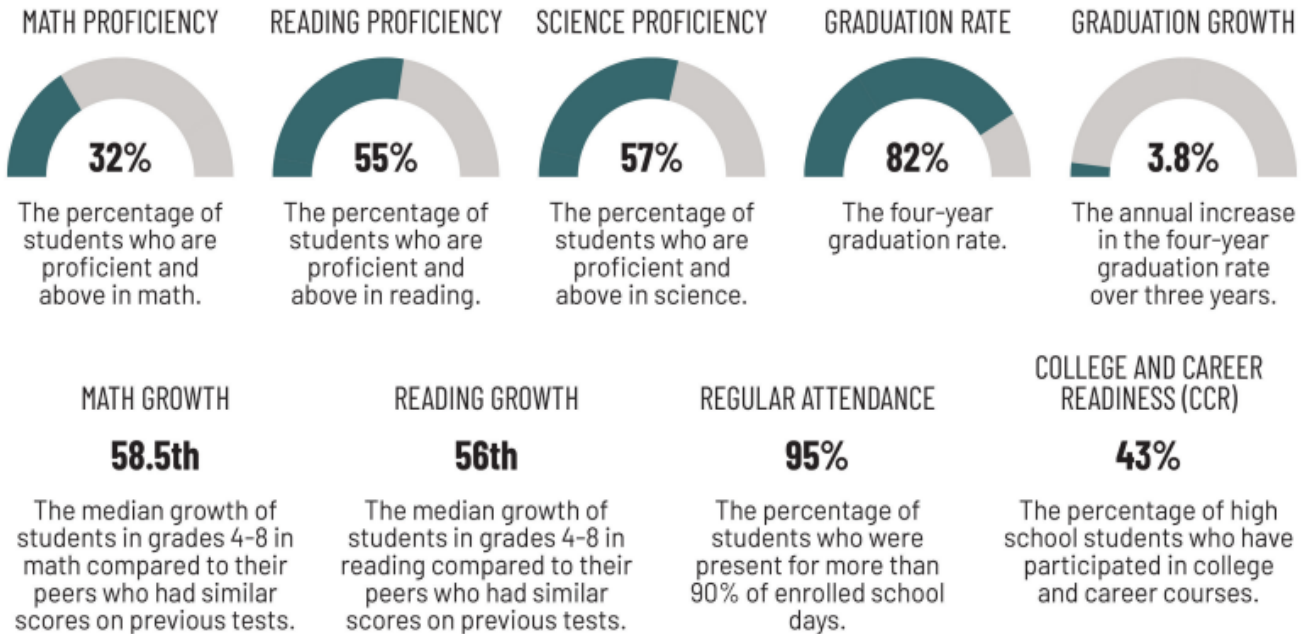 MATH PROFICIENCY
32%
The percentage of
students who are
proficient and
above in math.
READING PROFICIENCY
55%
The percentage of
students who are
proficient and
above in reading.
SCIENCE PROFICIENCY
57%
The percentage of
students who are
proficient and
above in science.
GRADUATION RATE
82%
The four-year
graduation rate.
GRADUATION GROWTH
3.8%
The annual increase
in the four-year
graduation rate
over three years.
MATH GROWTH
58.5th
The median growth of
students in grades 4-8 in
math compared to their
peers who had similar
scores on previous tests.
READING GROWTH
56th
The median growth of
students in grades 4-8 in
reading compared to their
peers who had similar
scores on previous tests.
REGULAR ATTENDANCE
95%
The percentage of
students who were
present for more than
90% of enrolled school
days.
COLLEGE AND CAREER
READINESS (CCR)
43%
The percentage of high
school students who have
participated in college
and career courses.